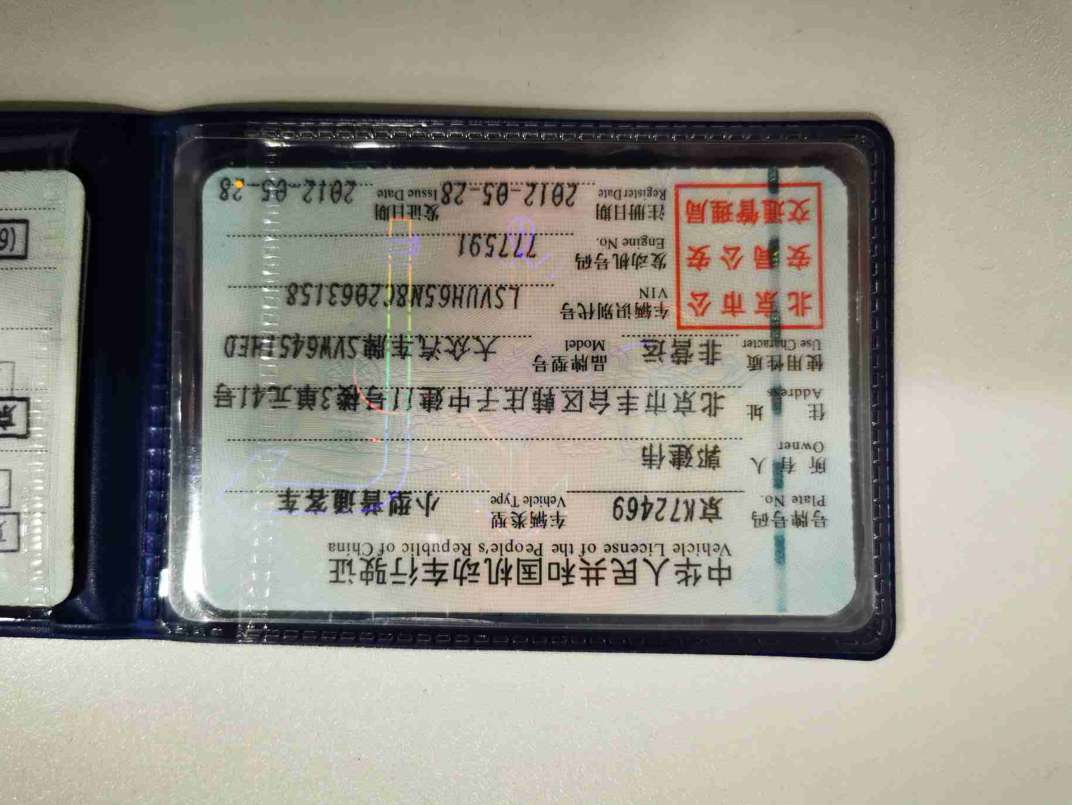 中华人民共和国机动车行驶证
Vehicle License of the People's Republic of China
号牌号码 京K72469 车辆类型 小型普通客车
Plate No. Vehicle Type
所有人 郭建伟
Owner
住址 北京市丰台区韩庄子中建11号楼3单元41号
Address
使用性质 非营运 品牌型号 大众汽车牌SVW6451HED
Use Character Model
北京市公
安局公安
交通管理局
车辆识别代号 LSVUH65N8C2063158
VIN
发动机号码 777591
Engine No.
注册日期 2012-05-28 发证日期 2012-05-28
Register Date Issue Date